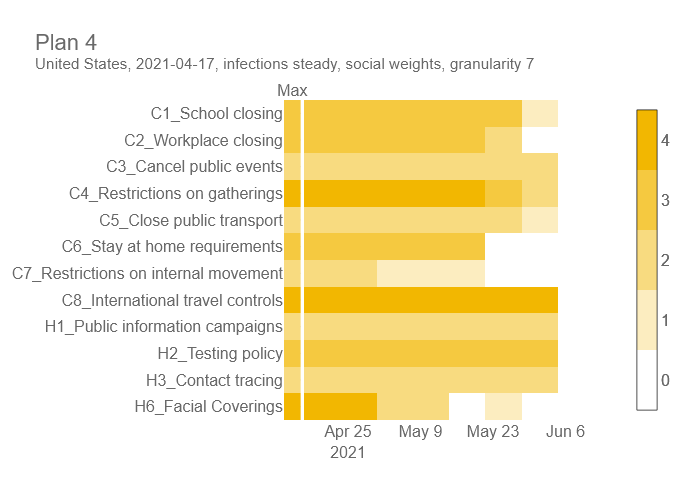 Plan 4
United States, 2021-04-17, infections steady, social weights, granularity 7
Max
C1_School closing
C2_Workplace closing
C3_Cancel public events
C4_Restrictions on gatherings
C5_Close public transport
C6_Stay at home requirements
C7_Restrictions on internal movement
C8_International travel controls
H1_Public information campaigns
H2_Testing policy
H3_Contact tracing
H6_Facial Coverings
Apr 25 May 9 May 23 Jun 6
2021
4
3
2
1
0